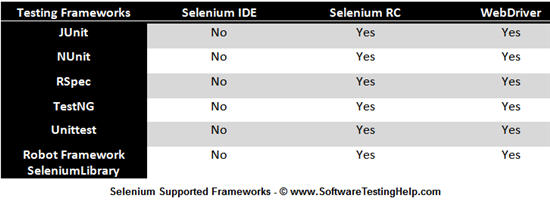 Testing Frameworks Selenium IDE Selenium RC WebDriver
JUnit No Yes Yes
NUnit No Yes Yes
RSpec No Yes Yes
TestNG No Yes Yes
Unittest No Yes Yes
Robot Framework No Yes Yes
SeleniumLibrary
Selenium Supported Frameworks - © www.SoftwareTestingHelp.com